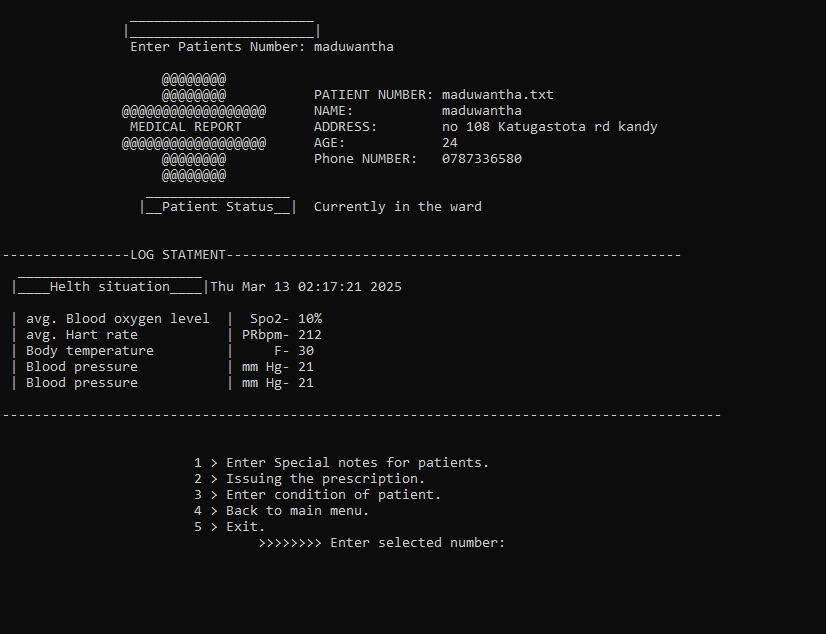 _______________________
|_______________________|
Enter Patients Number: maduwantha
@@@@@@@@
@@@@@@@@ PATIENT NUMBER: maduwantha.txt
@@@@@@@@@@@@@@@@@@ NAME: maduwantha
MEDICAL REPORT ADDRESS: no 108 Katugastota rd kandy
@@@@@@@@@@@@@@@@@@ AGE: 24
@@@@@@@@ Phone NUMBER: 0787336580
@@@@@@@@
 __________________
|__Patient Status__| Currently in the ward
----------------LOG STATMENT---------------------------------------------------------
 _______________________
|____Helth situation____|Thu Mar 13 02:17:21 2025
| avg. Blood oxygen level | Spo2- 10%
| avg. Hart rate | PRbpm- 212
| Body temperature | F- 30
| Blood pressure | mm Hg- 21
| Blood pressure | mm Hg- 21
------------------------------------------------------------------------------------------
1 > Enter Special notes for patients.
2 > Issuing the prescription.
3 > Enter condition of patient.
4 > Back to main menu.
5 > Exit.
>>>>>>>> Enter selected number: